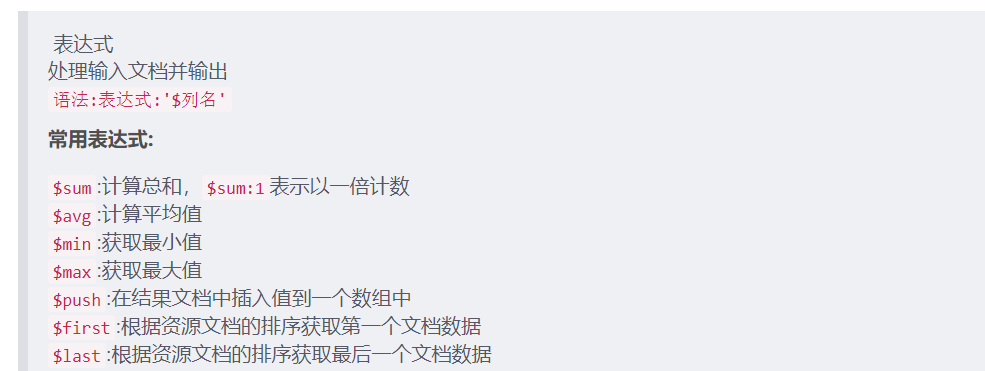 表达式
处理输入文档并输出
语法:表达式:'$列名'
常用表达式:
$sum:计算总和，$sum:1表示以一倍计数
$avg:计算平均值
$min:获取最小值
$max:获取最大值
$push:在结果文档中插入值到一个数组中
$first:根据资源文档的排序获取第一个文档数据
$last:根据资源文档的排序获取最后一个文档数据